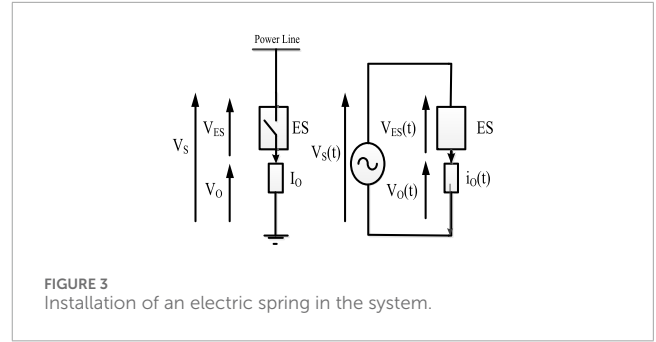 Power Line
V_S
V_ES
ES
V_O
I_O
V_S(t)
V_ES(t)
ES
V_O(t)
i_O(t)
FIGURE 3
Installation of an electric spring in the system.